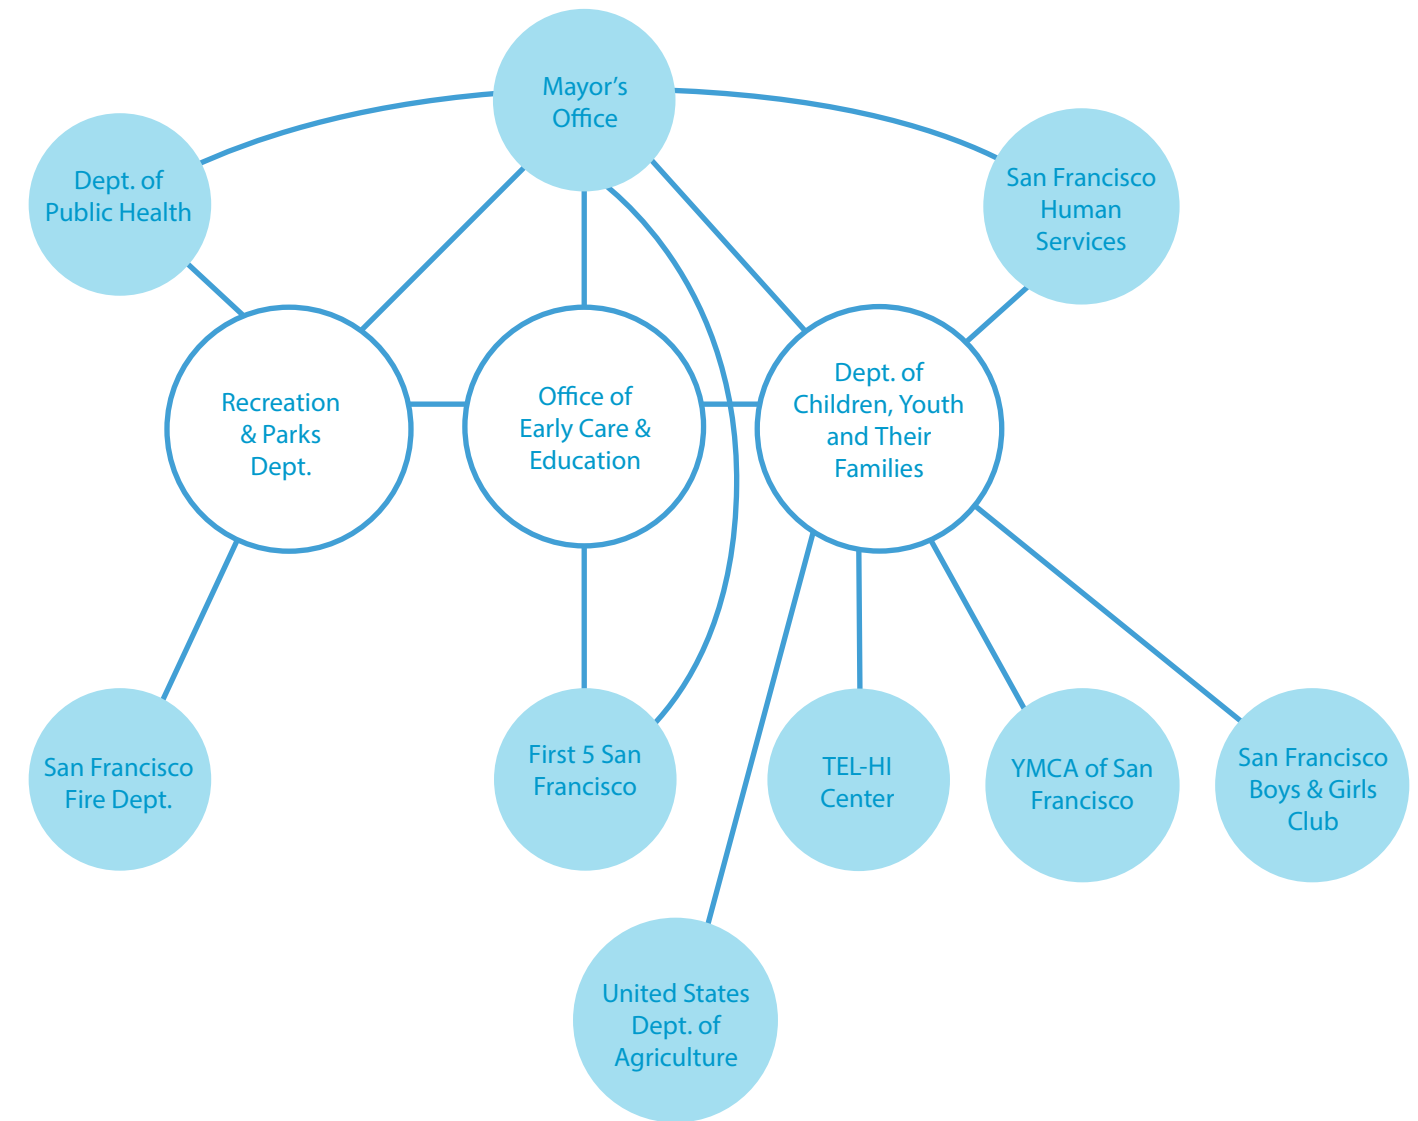 Mayor's
Office
Dept. of
Public Health
San Francisco
Human
Services
Recreation
& Parks
Dept.
Office of
Early Care &
Education
Dept. of
Children, Youth
and Their
Families
San Francisco
Fire Dept.
First 5 San
Francisco
TEL-HI
Center
YMCA of San
Francisco
San Francisco
Boys & Girls
Club
United States
Dept. of
Agriculture